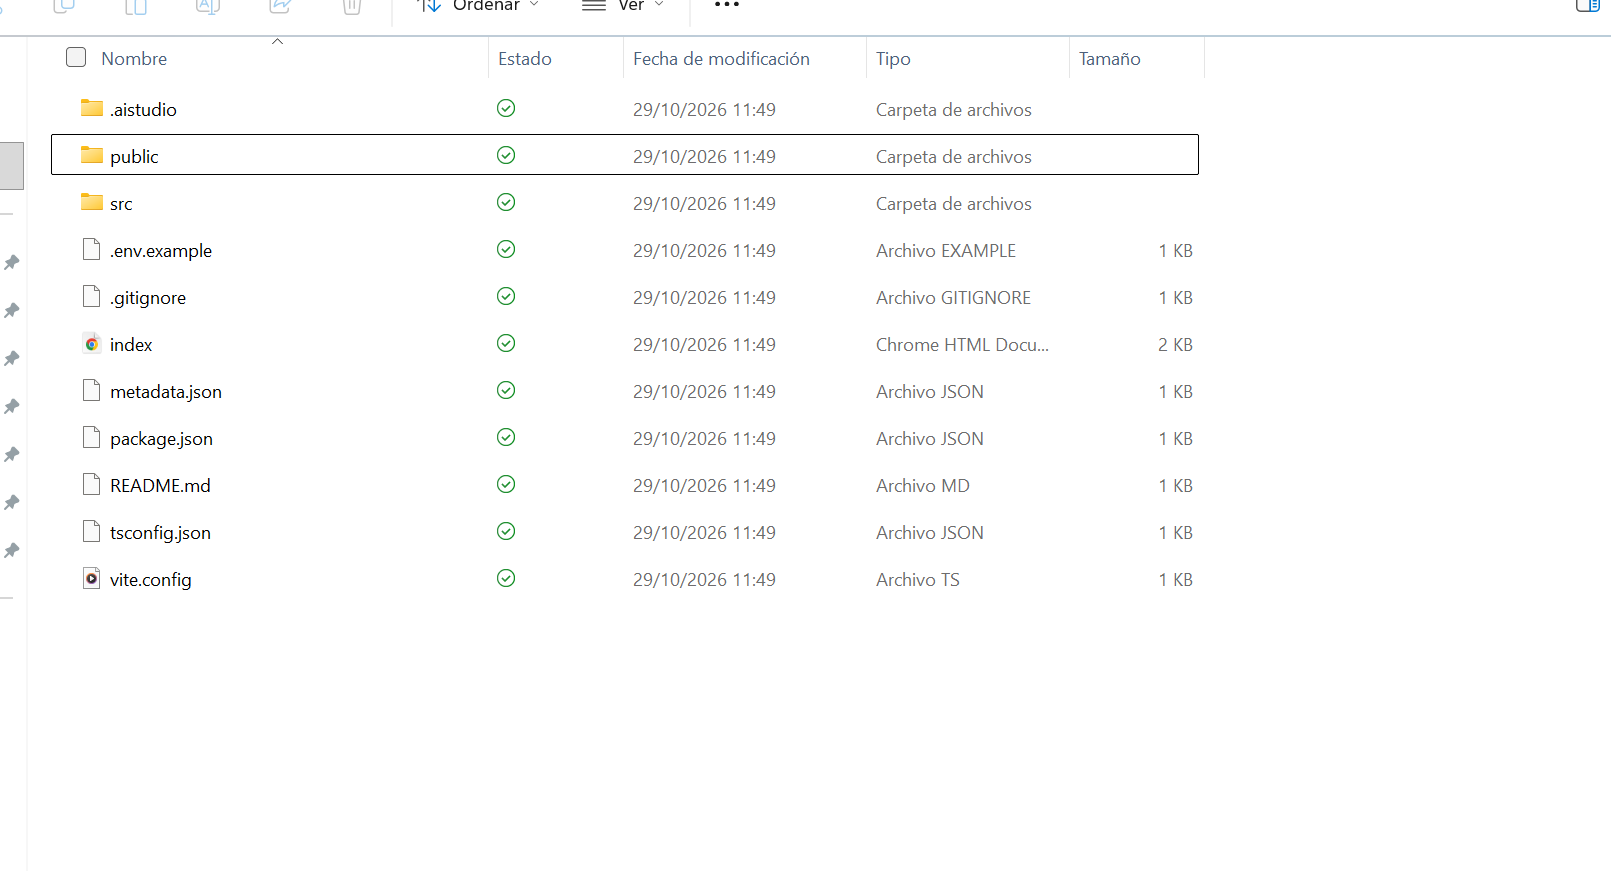 Ordenar Ver
Nombre Estado Fecha de modificación Tipo Tamaño
.aistudio 29/10/2026 11:49 Carpeta de archivos
public 29/10/2026 11:49 Carpeta de archivos
src 29/10/2026 11:49 Carpeta de archivos
.env.example 29/10/2026 11:49 Archivo EXAMPLE 1 KB
.gitignore 29/10/2026 11:49 Archivo GITIGNORE 1 KB
index 29/10/2026 11:49 Chrome HTML Docu... 2 KB
metadata.json 29/10/2026 11:49 Archivo JSON 1 KB
package.json 29/10/2026 11:49 Archivo JSON 1 KB
README.md 29/10/2026 11:49 Archivo MD 1 KB
tsconfig.json 29/10/2026 11:49 Archivo JSON 1 KB
vite.config 29/10/2026 11:49 Archivo TS 1 KB